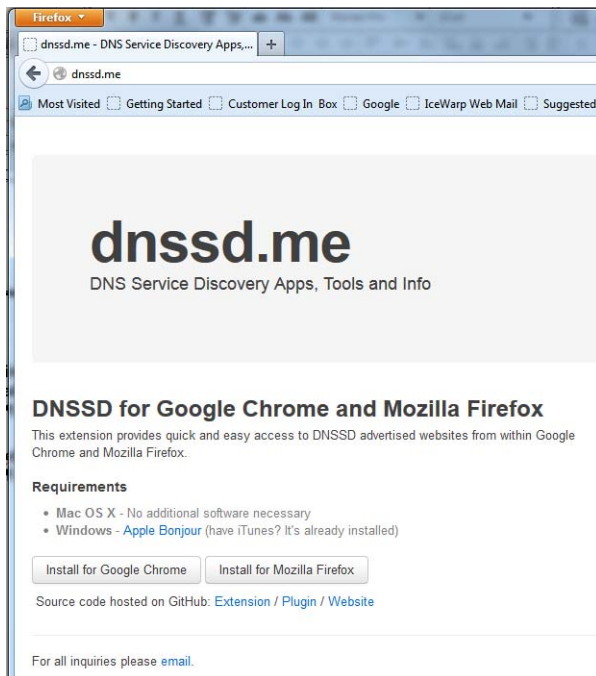 Firefox
dnssd.me - DNS Service Discovery Apps,...
dnssd.me
Most Visited Getting Started Customer Log In Box Google IceWarp Web Mail Suggested
dnssd.me
DNS Service Discovery Apps, Tools and Info
DNSSD for Google Chrome and Mozilla Firefox
This extension provides quick and easy access to DNSSD advertised websites from within Google
Chrome and Mozilla Firefox.
Requirements
• Mac OS X - No additional software necessary
• Windows - Apple Bonjour (have iTunes? It's already installed)
Install for Google Chrome Install for Mozilla Firefox
Source code hosted on GitHub: Extension / Plugin / Website
For all inquiries please email.